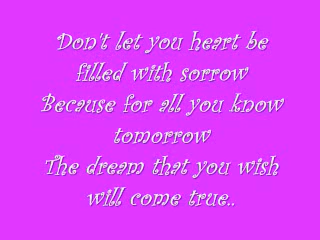 Don't let you heart be
filled with sorrow
Because for all you know
tomorrow
The dream that you wish
will come true..